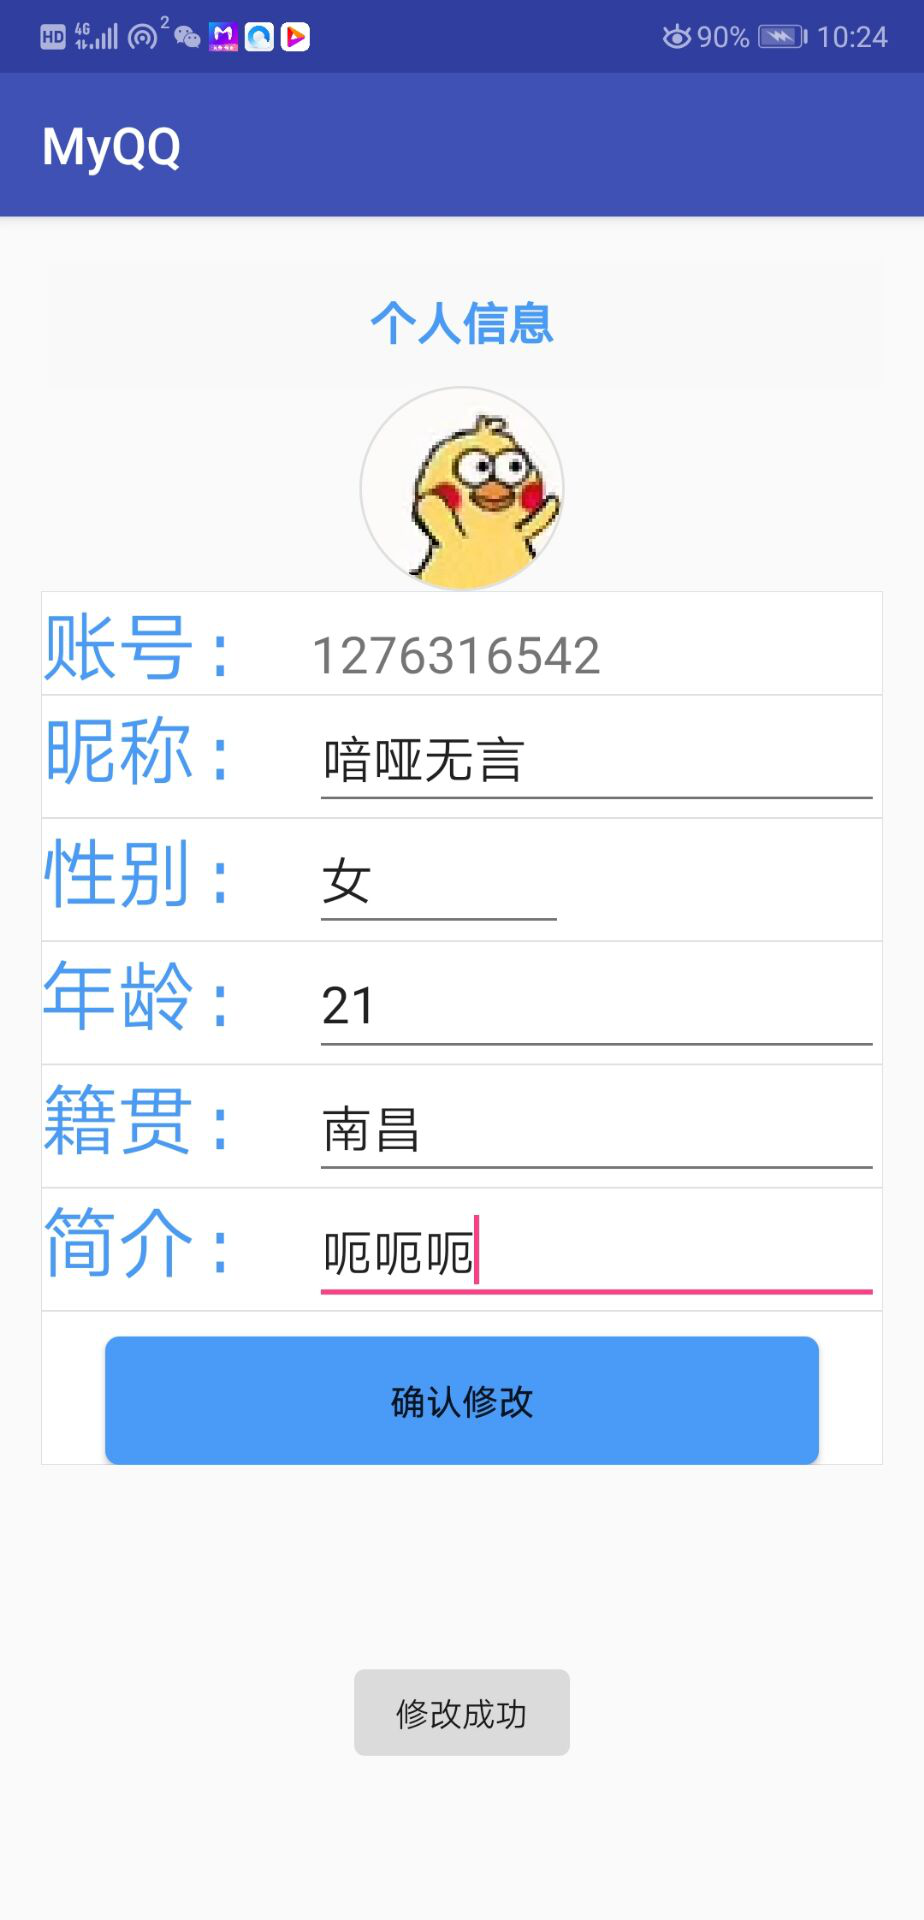 HD 4G 2 90% 10:24
MyQQ
个人信息
账号： 1276316542
昵称： 喑哑无言
性别： 女
年龄： 21
籍贯： 南昌
简介： 呃呃呃
确认修改
修改成功